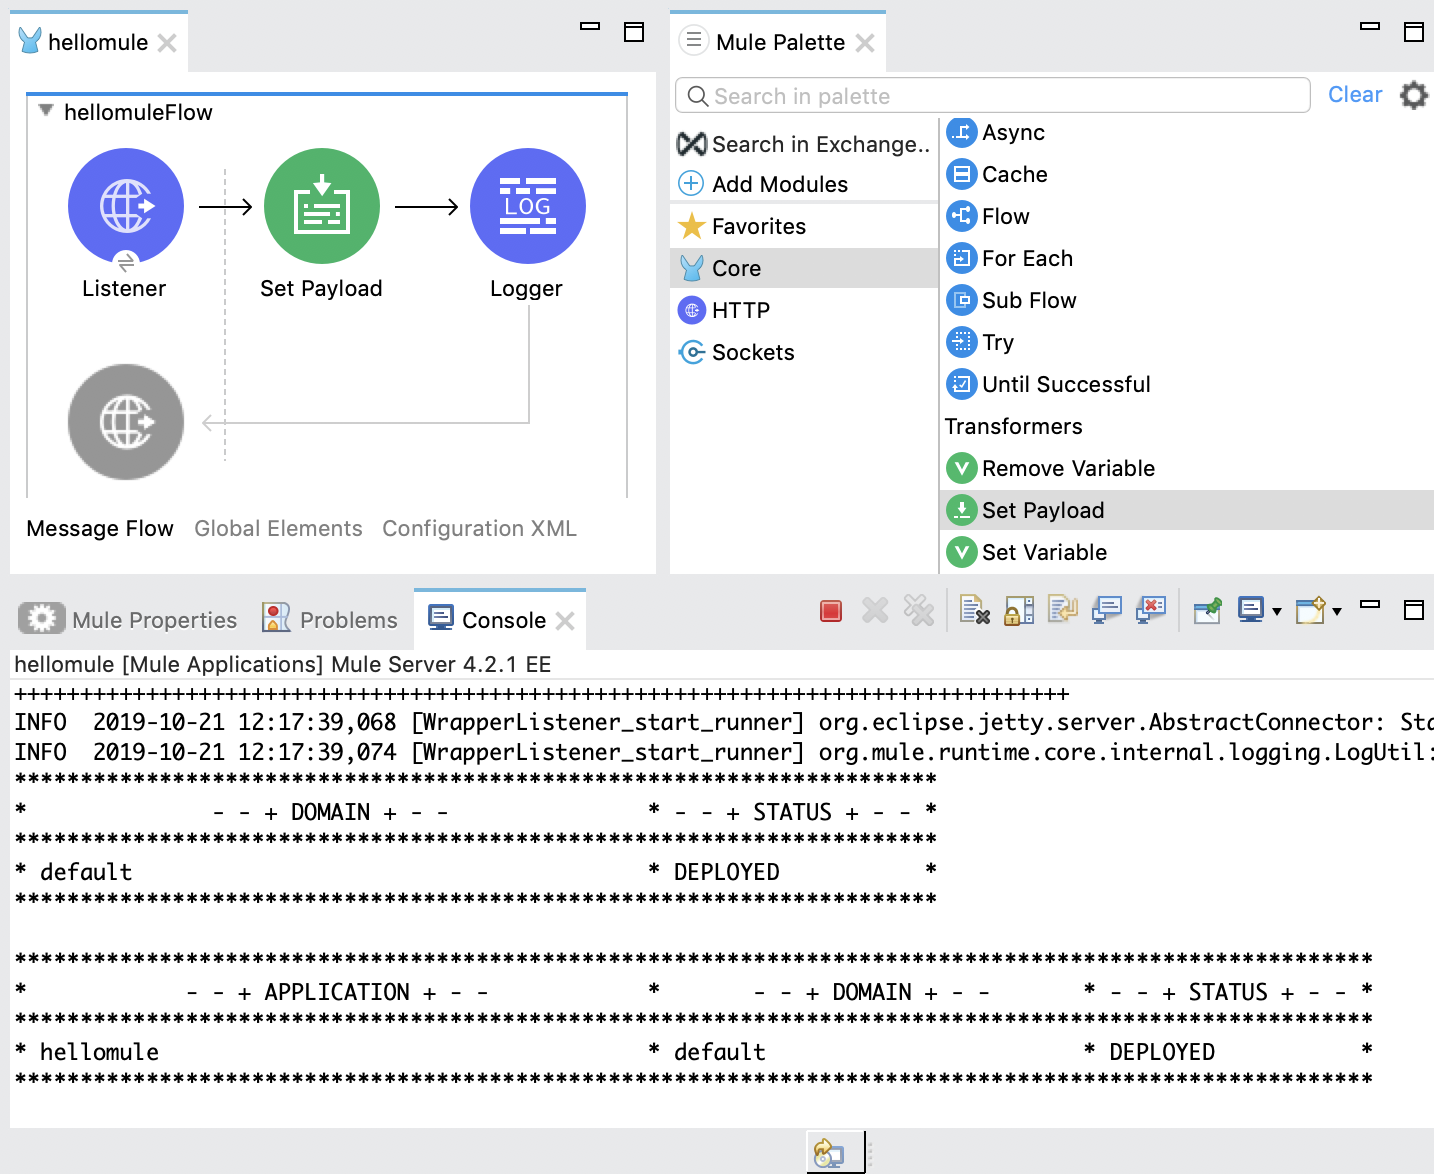 hellomule
hellomuleFlow
LOG
Listener
Set Payload
Logger
Message Flow Global Elements Configuration XML
Mule Palette
Search in palette
Clear
Search in Exchange..
Add Modules
Favorites
Core
HTTP
Sockets
Async
Cache
Flow
For Each
Sub Flow
Try
Until Successful
Transformers
Remove Variable
Set Payload
Set Variable
Mule Properties Problems Console
hellomule [Mule Applications] Mule Server 4.2.1 EE
++++++++++++++++++++++++++++++++++++++++++++++++++++++++++++++++++++++++++++++++
INFO  2019-10-21 12:17:39,068 [WrapperListener_start_runner] org.eclipse.jetty.server.AbstractConnector: Sta
INFO  2019-10-21 12:17:39,074 [WrapperListener_start_runner] org.mule.runtime.core.internal.logging.LogUtil:
**********************************************************************
*              - - + DOMAIN + - -               * - - + STATUS + - - *
**********************************************************************
* default                                       * DEPLOYED           *
**********************************************************************
*******************************************************************************************************
*            - - + APPLICATION + - -            *       - - + DOMAIN + - -       * - - + STATUS + - - *
*******************************************************************************************************
* hellomule                                     * default                        * DEPLOYED           *
*******************************************************************************************************